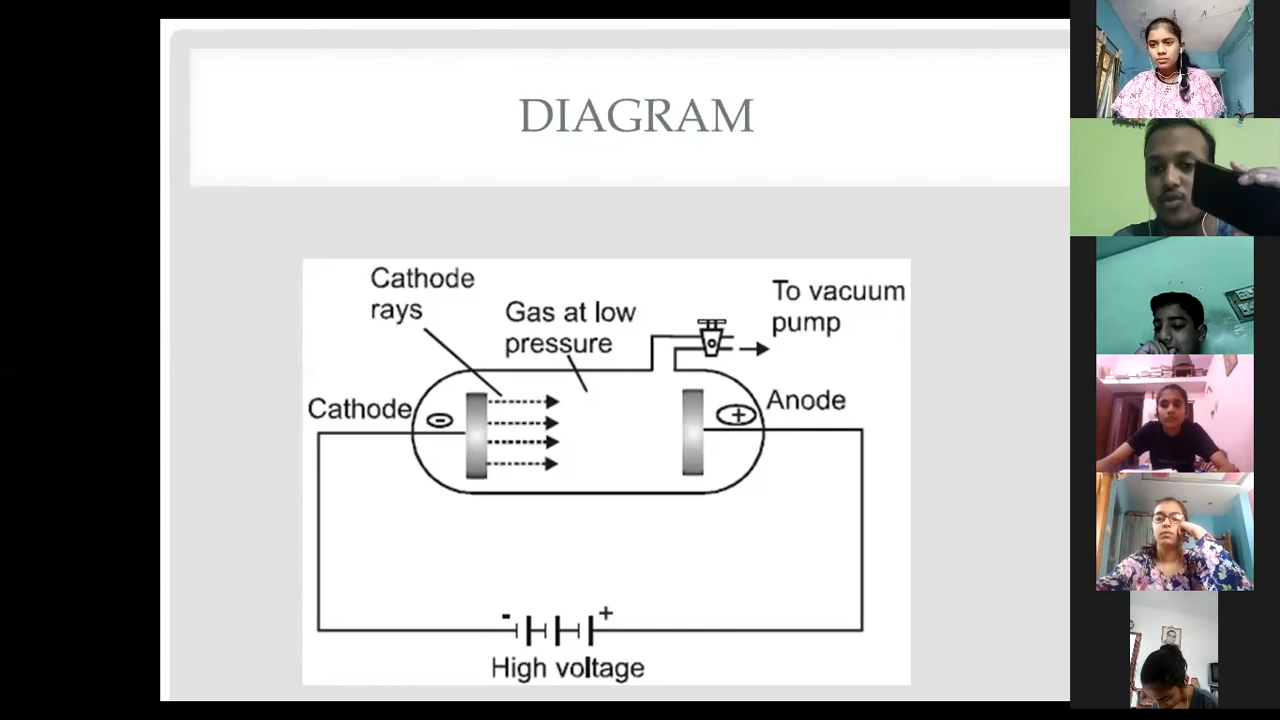 DIAGRAM
Cathode
rays
Gas at low
pressure
To vacuum
pump
Cathode
-
+
Anode
- +
High voltage